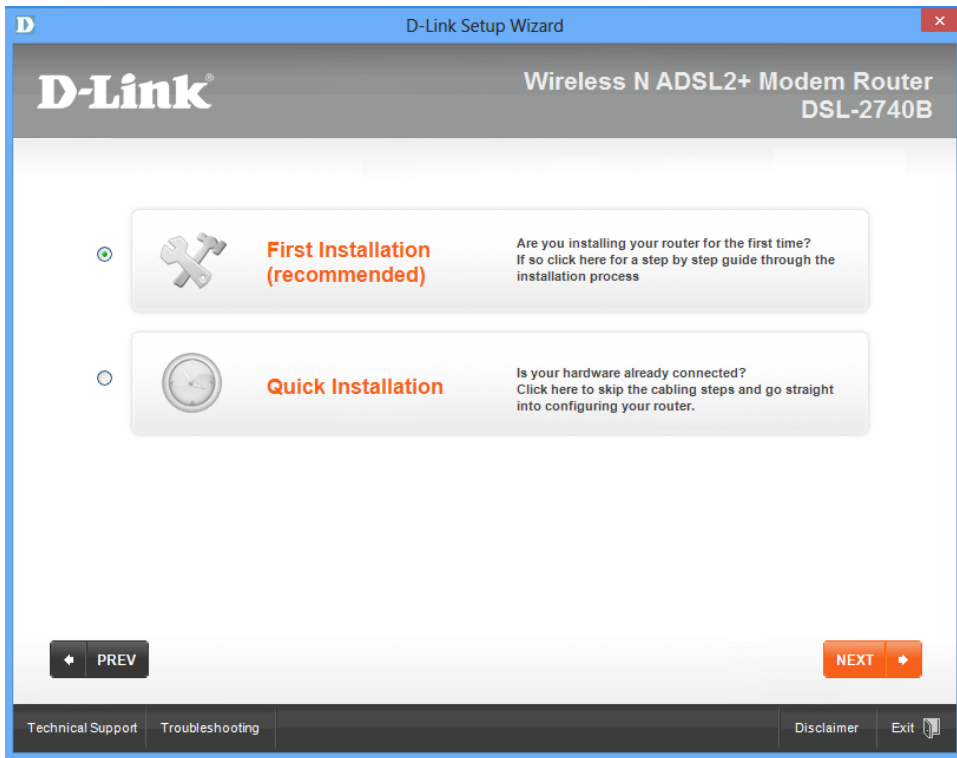 D
D-Link Setup Wizard
×
D-Link®
Wireless N ADSL2+ Modem Router
DSL-2740B
First Installation
(recommended)
Are you installing your router for the first time?
If so click here for a step by step guide through the
installation process
Quick Installation
Is your hardware already connected?
Click here to skip the cabling steps and go straight
into configuring your router.
PREV
NEXT
Technical Support
Troubleshooting
Disclaimer
Exit